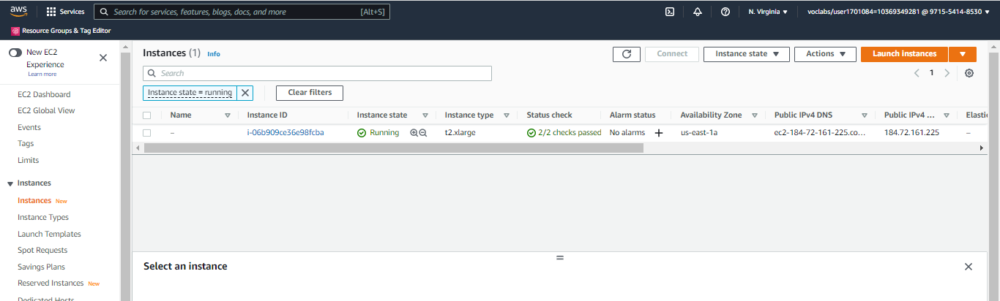 aws
Services
Search for services, features, blogs, docs, and more
[Alt+S]
N. Virginia
voclabs/user1701084=10369349281 @ 9715-5414-8530
Resource Groups & Tag Editor
New EC2
Experience
Learn more
EC2 Dashboard
EC2 Global View
Events
Tags
Limits
Instances
Instances New
Instance Types
Launch Templates
Spot Requests
Savings Plans
Reserved Instances New
Dedicated Hosts
Instances (1) Info
Connect
Instance state
Actions
Launch instances
Search
1
Instance state = running
Clear filters
Name Instance ID Instance state Instance type Status check Alarm status Availability Zone Public IPv4 DNS Public IPv4 ... Elastic
– i-06b909ce36e98fcba Running t2.xlarge 2/2 checks passed No alarms + us-east-1a ec2-184-72-161-225.co... 184.72.161.225 –
Select an instance